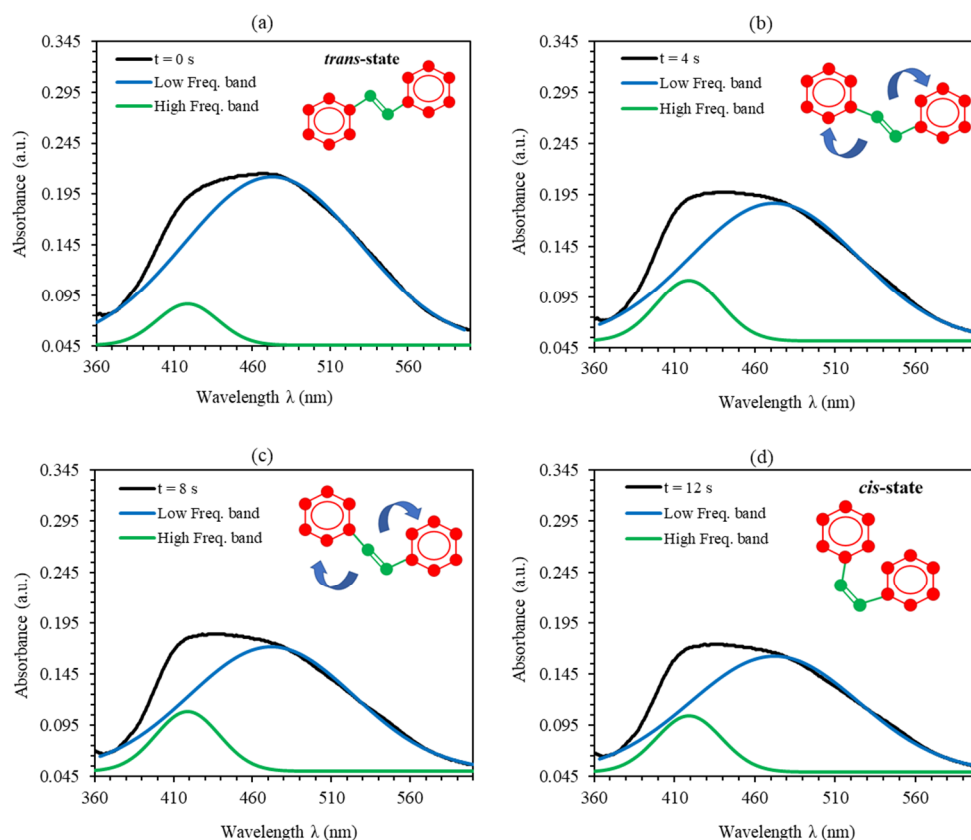 (a)
0.345
0.295
0.245
0.195
0.145
0.095
0.045
Absorbance (a.u.)
t = 0 s
Low Freq. band
High Freq. band
trans-state
360 410 460 510 560
Wavelength λ (nm)
(b)
0.345
0.295
0.245
0.195
0.145
0.095
0.045
Absorbance (a.u.)
t = 4 s
Low Freq. band
High Freq. band
360 410 460 510 560
Wavelength λ (nm)
(c)
0.345
0.295
0.245
0.195
0.145
0.095
0.045
Absorbance (a.u.)
t = 8 s
Low Freq. band
High Freq. band
360 410 460 510 560
Wavelength λ (nm)
(d)
0.345
0.295
0.245
0.195
0.145
0.095
0.045
Absorbance (a.u.)
t = 12 s
Low Freq. band
High Freq. band
cis-state
360 410 460 510 560
Wavelength λ (nm)